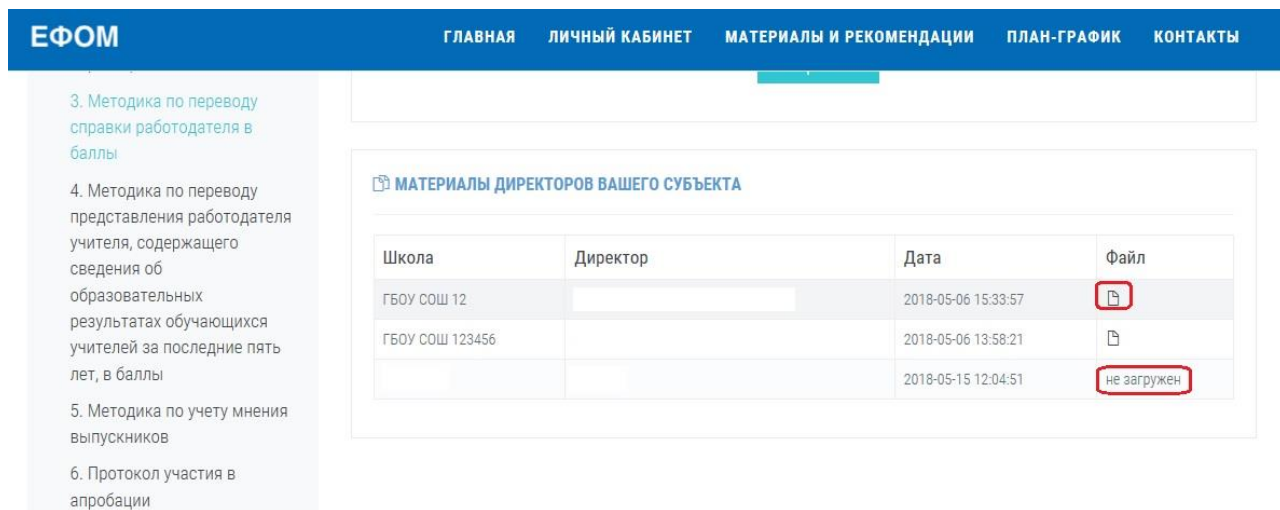 ЕФОМ
ГЛАВНАЯ ЛИЧНЫЙ КАБИНЕТ МАТЕРИАЛЫ И РЕКОМЕНДАЦИИ ПЛАН-ГРАФИК КОНТАКТЫ
3. Методика по переводу
справки работодателя в
баллы
4. Методика по переводу
представления работодателя
учителя, содержащего
сведения об
образовательных
результатах обучающихся
учителей за последние пять
лет, в баллы
5. Методика по учету мнения
выпускников
6. Протокол участия в
апробации
МАТЕРИАЛЫ ДИРЕКТОРОВ ВАШЕГО СУБЪЕКТА
Школа Директор Дата Файл
ГБОУ СОШ 12 2018-05-06 15:33:57
ГБОУ СОШ 123456 2018-05-06 13:58:21
2018-05-15 12:04:51 не загружен